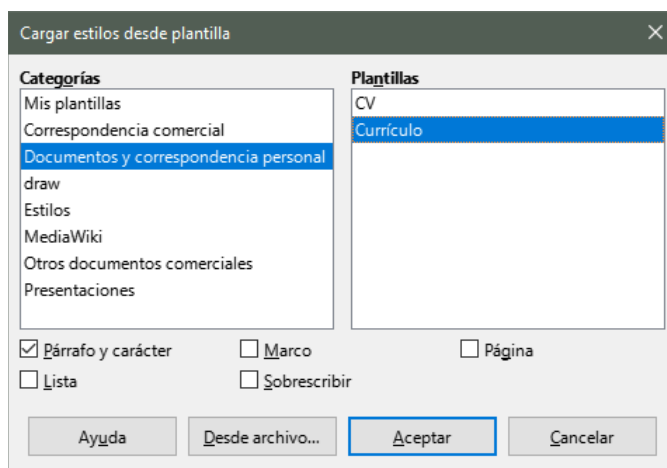 Cargar estilos desde plantilla
Categorías
Mis plantillas
Correspondencia comercial
Documentos y correspondencia personal
draw
Estilos
MediaWiki
Otros documentos comerciales
Presentaciones
Plantillas
CV
Currículo
Párrafo y carácter
Marco
Página
Lista
Sobrescribir
Ayuda
Desde archivo...
Aceptar
Cancelar